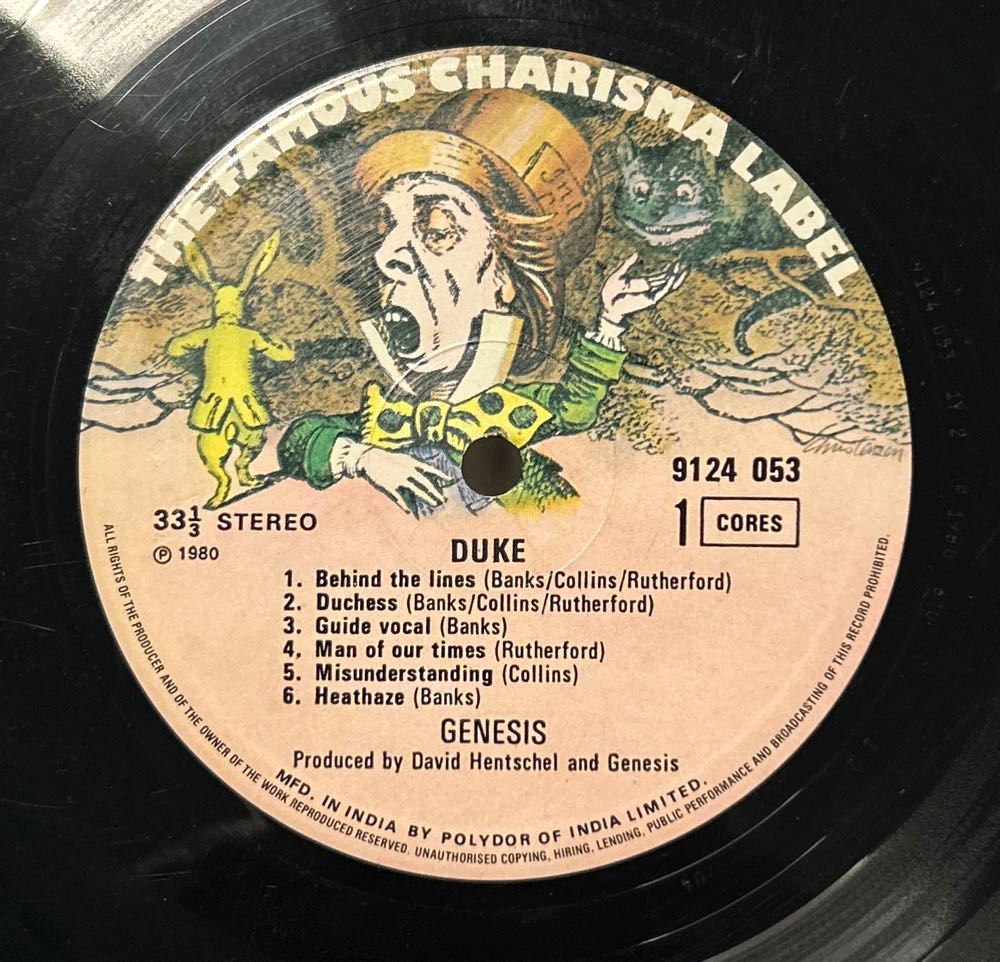 THE FAMOUS CHARISMA LABEL
Christensen
9124 053
33⅓ STEREO
1 CORES
℗ 1980
DUKE
1. Behind the lines (Banks/Collins/Rutherford)
2. Duchess (Banks/Collins/Rutherford)
3. Guide vocal (Banks)
4. Man of our times (Rutherford)
5. Misunderstanding (Collins)
6. Heathaze (Banks)
GENESIS
Produced by David Hentschel and Genesis
MFD. IN INDIA BY POLYDOR OF INDIA LIMITED.
ALL RIGHTS OF THE PRODUCER AND OF THE OWNER OF THE WORK REPRODUCED RESERVED. UNAUTHORISED COPYING, HIRING, LENDING, PUBLIC PERFORMANCE AND BROADCASTING OF THIS RECORD PROHIBITED.